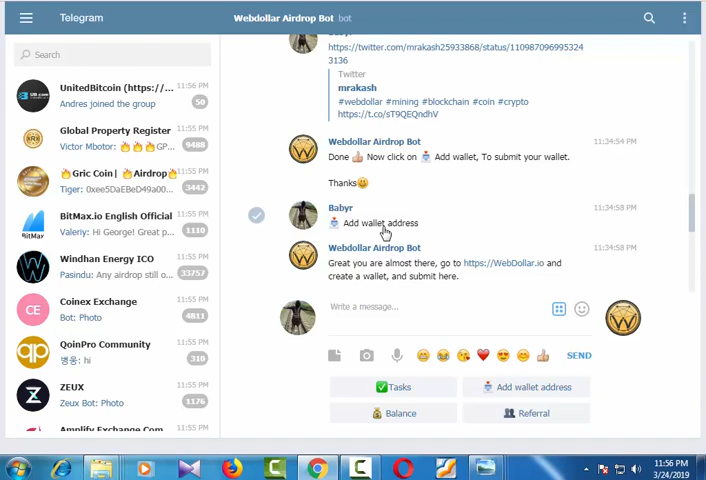 Telegram
Webdollar Airdrop Bot bot
Search
UnitedBitcoin (https:/... 11:56 PM
Andres joined the group 50
Global Property Register 11:55 PM
Victor Mbotor: 🔥🔥🔥GP... 9488
🔥Gric Coin| 🔥Airdrop 11:55 PM
Tiger: 0xee5DaEBeD49a00... 3442
BitMax.io English Official 11:55 PM
Valeriy: Hi George! Great p... 1110
Windhan Energy ICO 11:55 PM
Pasindu: Any airdrop still o... 33757
CE
Coinex Exchange 11:55 PM
Bot: Photo 4811
QoinPro Community 11:55 PM
병웅: hi 310
ZEUX 11:55 PM
Zeux Bot: Photo 1176
Amplify Exchange Com... 11:55 PM
https://twitter.com/mrakash25933868/status/110987096995324
3136
Twitter
mrakash
#webdollar #mining #blockchain #coin #crypto
https://t.co/sT9QEQndhV
Webdollar Airdrop Bot 11:34:54 PM
Done 👍 Now click on 📩 Add wallet, To submit your wallet.
Thanks😀
Babyr 11:34:58 PM
📩 Add wallet address
Webdollar Airdrop Bot 11:34:58 PM
Great you are almost there, go to https://WebDollar.io and
create a wallet, and submit here.
Write a message...
SEND
✅Tasks
📩 Add wallet address
💰Balance
👥 Referral
11:56 PM
3/24/2019